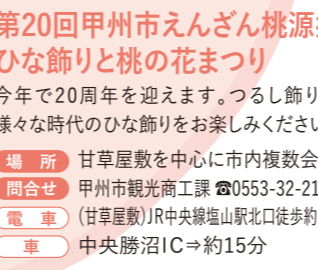 第20回甲州市えんざん桃源
ひな飾りと桃の花まつり
今年で20周年を迎えます。つるし飾り
様々な時代のひな飾りをお楽しみください
場 所 甘草屋敷を中心に市内複数会
問合せ 甲州市観光商工課 ☎0553-32-21
電 車 (甘草屋敷)JR中央線塩山駅北口徒歩約
車 中央勝沼IC⇒約15分